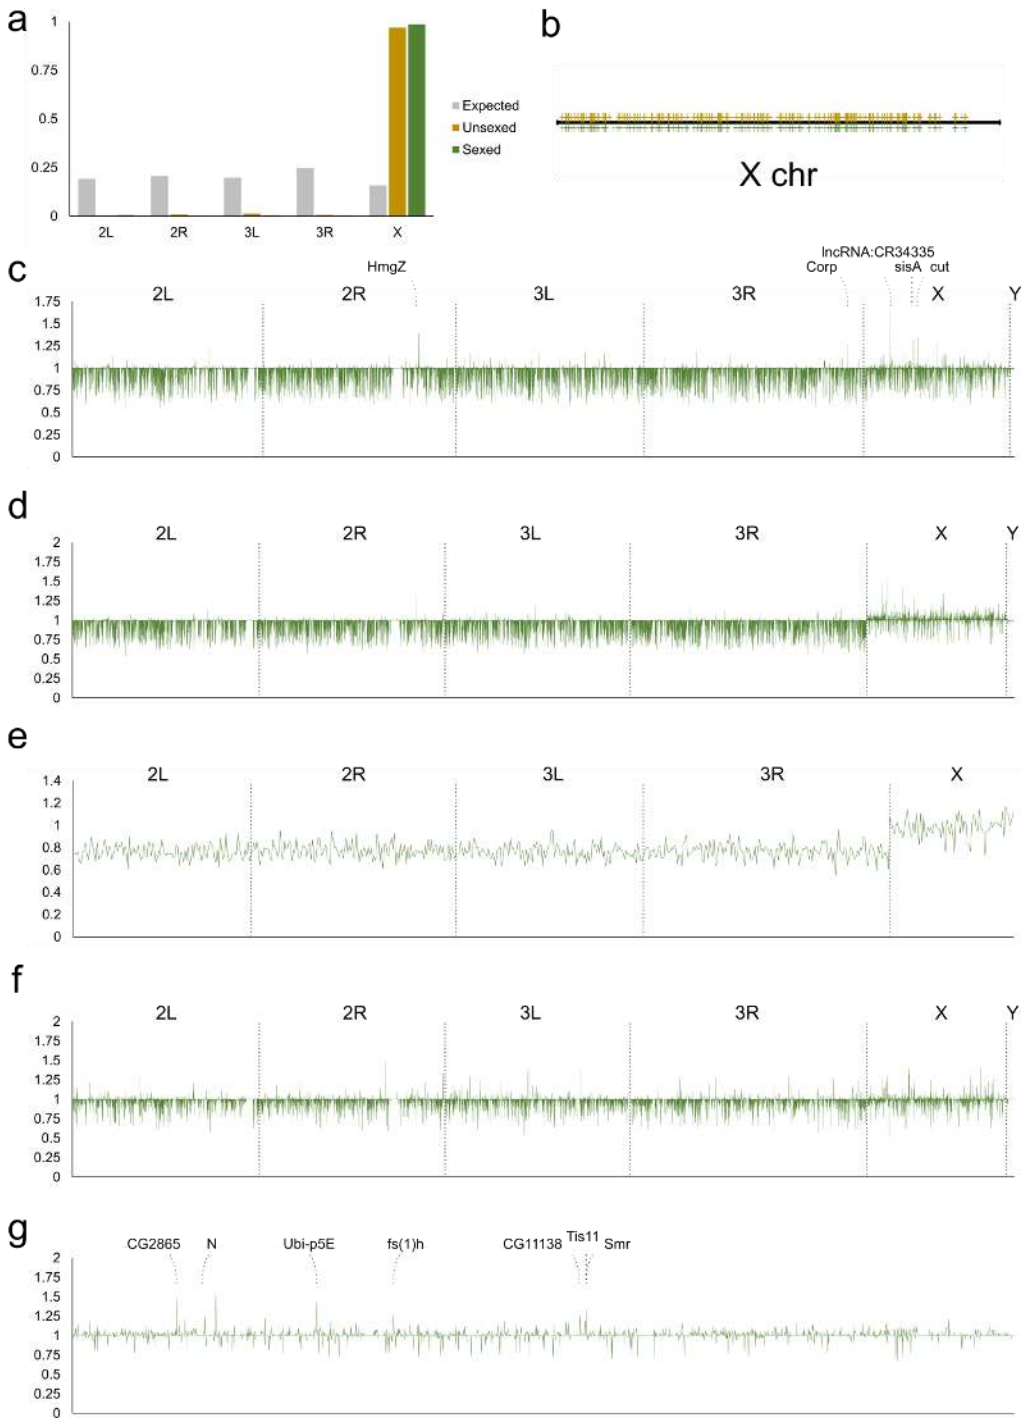 a
1
0.75
0.5
0.25
0
2L 2R 3L 3R X
Expected
Unsexed
Sexed
b
X chr
c
HmgZ
lncRNA:CR34335
Corp sisA cut
2L 2R 3L 3R X Y
1.75
1.5
1.25
1
0.75
0.5
0.25
0
d
2L 2R 3L 3R X Y
2
1.75
1.5
1.25
1
0.75
0.5
0.25
0
e
2L 2R 3L 3R X
1.4
1.2
1
0.8
0.6
0.4
0.2
0
f
2L 2R 3L 3R X Y
2
1.75
1.5
1.25
1
0.75
0.5
0.25
0
g
CG2865 N Ubi-p5E fs(1)h CG11138 Tis11 Smr
2
1.75
1.5
1.25
1
0.75
0.5
0.25
0